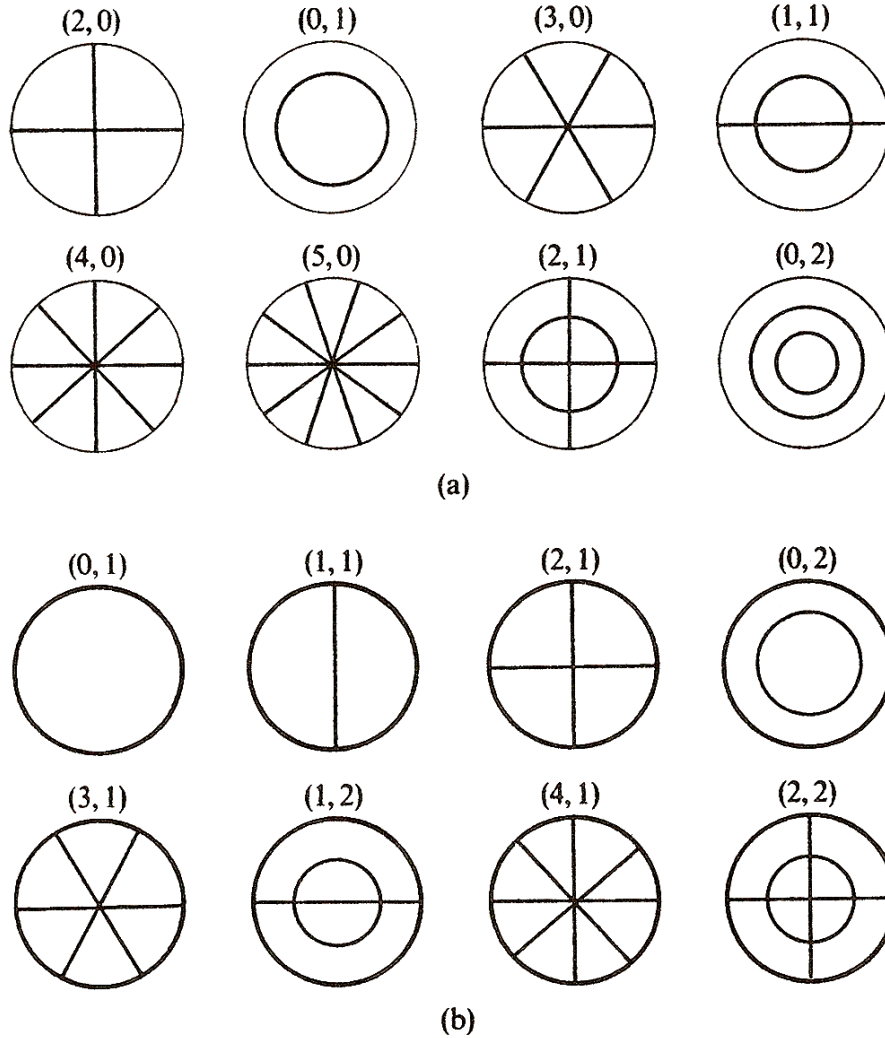 (2, 0) (0, 1) (3, 0) (1, 1)
(4, 0) (5, 0) (2, 1) (0, 2)
(a)
(0, 1) (1, 1) (2, 1) (0, 2)
(3, 1) (1, 2) (4, 1) (2, 2)
(b)